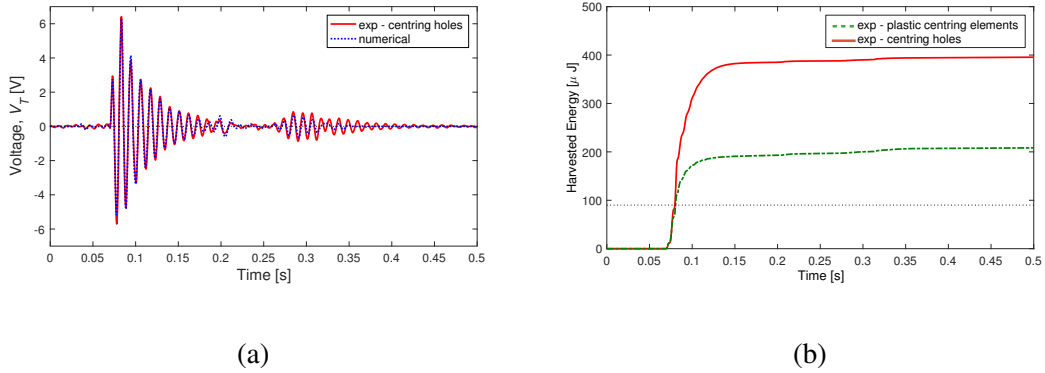 exp - centring holes
numerical
Voltage, V_T [V]
6
4
2
0
-2
-4
-6
0 0.05 0.1 0.15 0.2 0.25 0.3 0.35 0.4 0.45 0.5
Time [s]
(a)
exp - plastic centring elements
exp - centring holes
Harvested Energy [μ J]
500
400
300
200
100
0
0 0.05 0.1 0.15 0.2 0.25 0.3 0.35 0.4 0.45 0.5
Time [s]
(b)